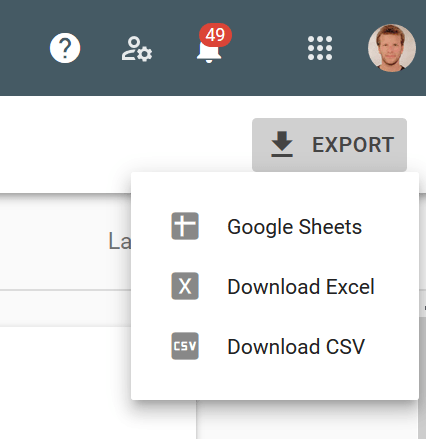 ?
49
EXPORT
La
Google Sheets
X
Download Excel
CSV
Download CSV